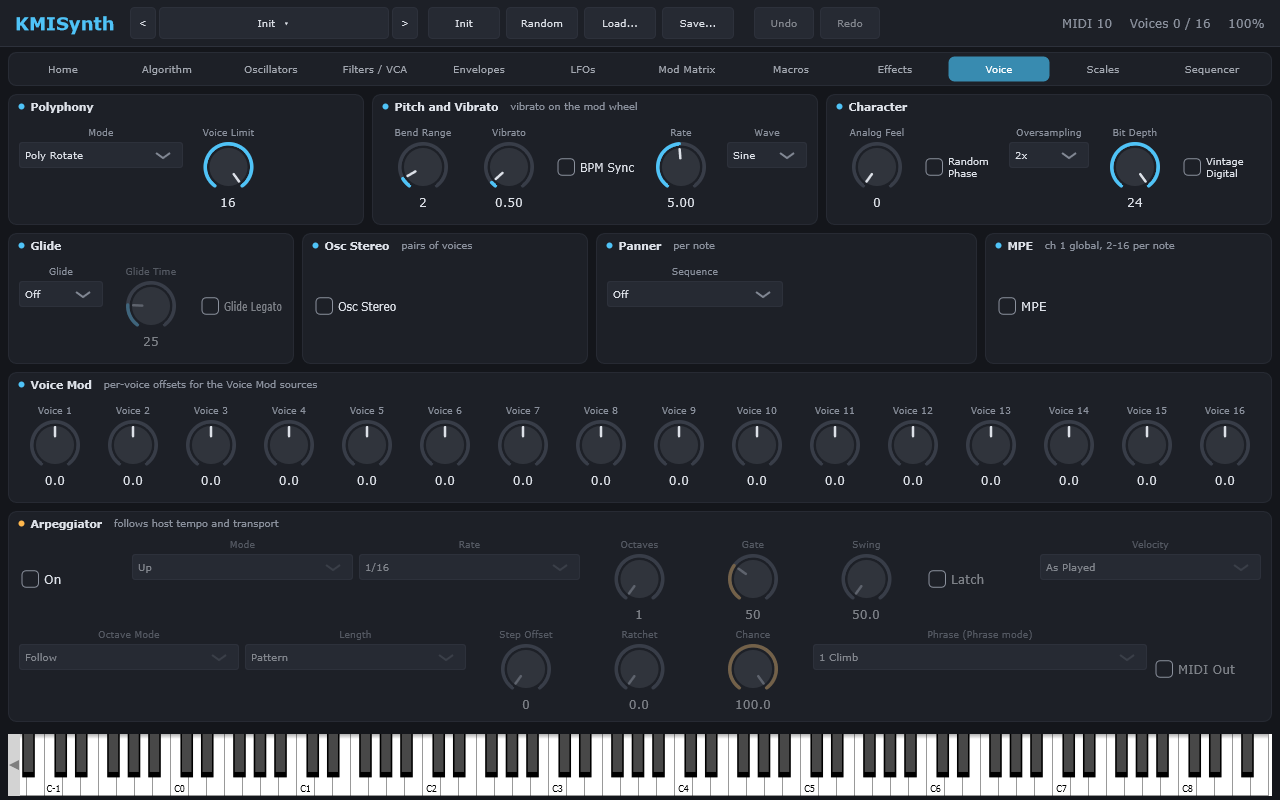 KMISynth < Init > Init Random Load... Save... Undo Redo MIDI 10 Voices 0 / 16 100%
Home Algorithm Oscillators Filters / VCA Envelopes LFOs Mod Matrix Macros Effects Voice Scales Sequencer
Polyphony
Mode Voice Limit
Poly Rotate
16
Pitch and Vibrato vibrato on the mod wheel
Bend Range Vibrato Rate Wave
BPM Sync Sine
2 0.50 5.00
Character
Analog Feel Oversampling Bit Depth
Random Phase 2x Vintage Digital
0 24
Glide
Glide Glide Time
Off Glide Legato
25
Osc Stereo pairs of voices
Osc Stereo
Panner per note
Sequence
Off
MPE ch 1 global, 2-16 per note
MPE
Voice Mod per-voice offsets for the Voice Mod sources
Voice 1 Voice 2 Voice 3 Voice 4 Voice 5 Voice 6 Voice 7 Voice 8 Voice 9 Voice 10 Voice 11 Voice 12 Voice 13 Voice 14 Voice 15 Voice 16
0.0 0.0 0.0 0.0 0.0 0.0 0.0 0.0 0.0 0.0 0.0 0.0 0.0 0.0 0.0 0.0
Arpeggiator follows host tempo and transport
Mode Rate Octaves Gate Swing Velocity
On Up 1/16 Latch As Played
1 50 50.0
Octave Mode Length Step Offset Ratchet Chance Phrase (Phrase mode)
Follow Pattern 1 Climb MIDI Out
0 0.0 100.0
C-1 C0 C1 C2 C3 C4 C5 C6 C7 C8